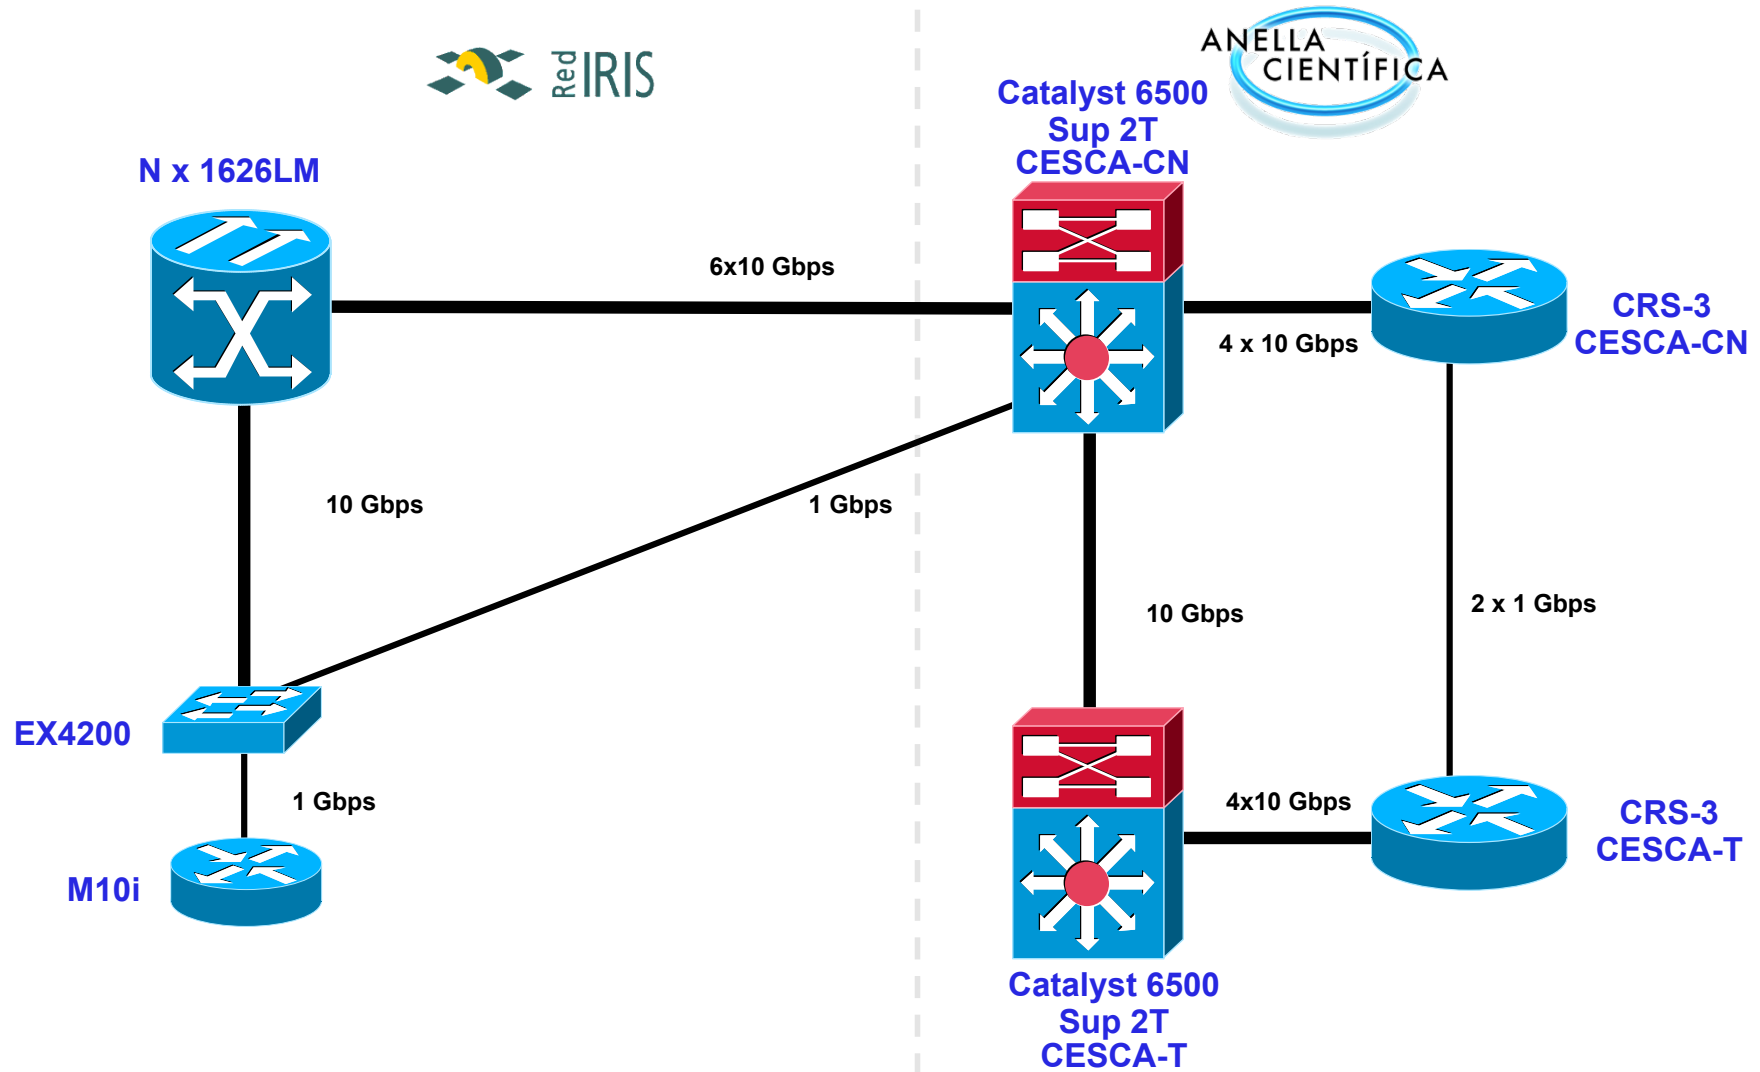 Red
IRIS
ANELLA
CIENTÍFICA
Catalyst 6500
Sup 2T
CESCA-CN
N x 1626LM
6x10 Gbps
4 x 10 Gbps
CRS-3
CESCA-CN
10 Gbps
1 Gbps
10 Gbps
2 x 1 Gbps
EX4200
1 Gbps
4x10 Gbps
CRS-3
CESCA-T
M10i
Catalyst 6500
Sup 2T
CESCA-T